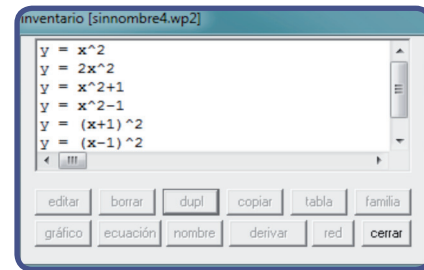 inventario [sinnombre4.wp2]
y = x^2
y = 2x^2
y = x^2+1
y = x^2-1
y = (x+1)^2
y = (x-1)^2
editar borrar dupl copiar tabla familia
gráfico ecuación nombre derivar red cerrar